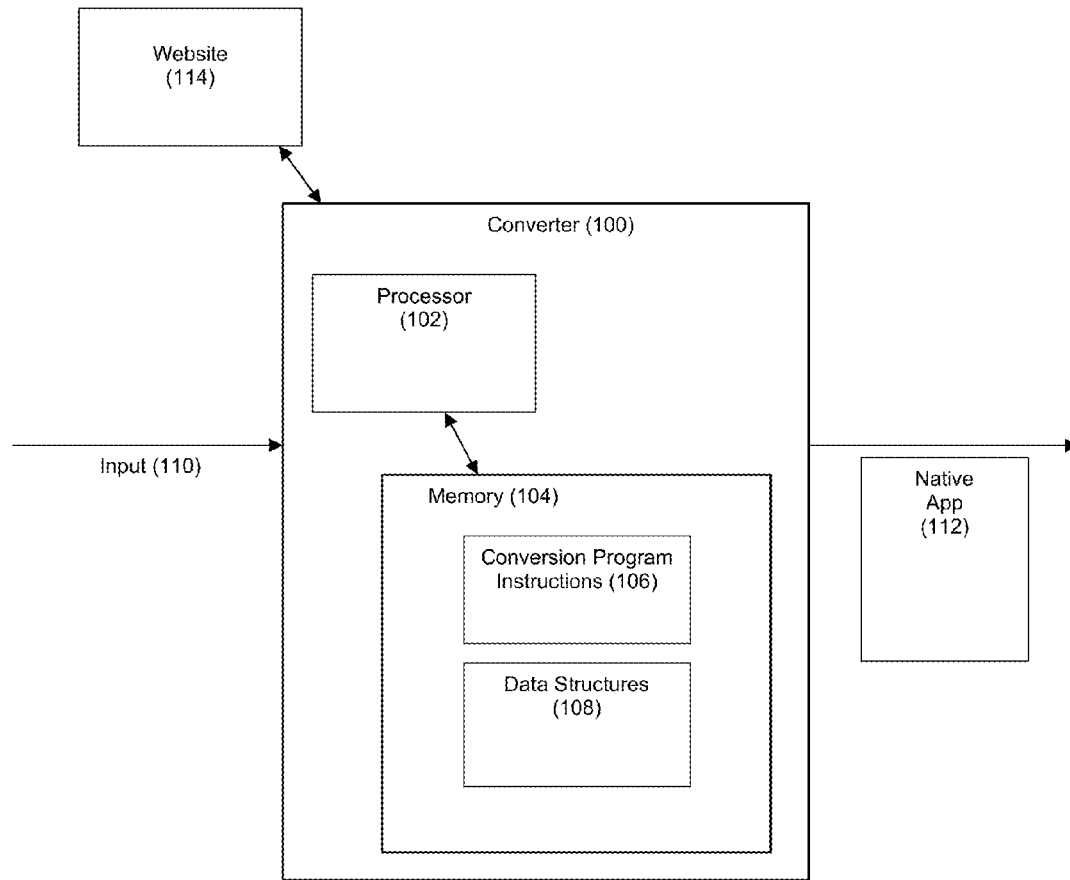 Website
(114)
Converter (100)
Processor
(102)
Input (110)
Memory (104)
Conversion Program
Instructions (106)
Data Structures
(108)
Native
App
(112)